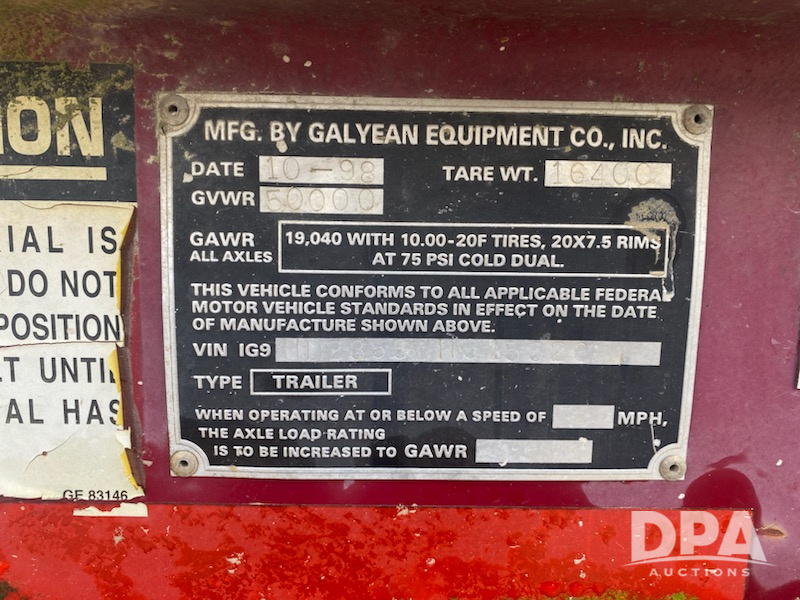 ION
IAL IS
DO NOT
POSITION
UNTIL
AL HAS
GE 83146
MFG. BY GALYEAN EQUIPMENT CO., INC.
DATE 10-98 TARE WT. 16400
GVWR 50000
GAWR ALL AXLES
19,040 WITH 10.00-20F TIRES, 20X7.5 RIMS
AT 75 PSI COLD DUAL.
THIS VEHICLE CONFORMS TO ALL APPLICABLE FEDERAL
MOTOR VEHICLE STANDARDS IN EFFECT ON THE DATE
OF MANUFACTURE SHOWN ABOVE.
VIN IG9
TYPE TRAILER
WHEN OPERATING AT OR BELOW A SPEED OF MPH,
THE AXLE LOAD RATING
IS TO BE INCREASED TO GAWR
DPA
AUCTIONS